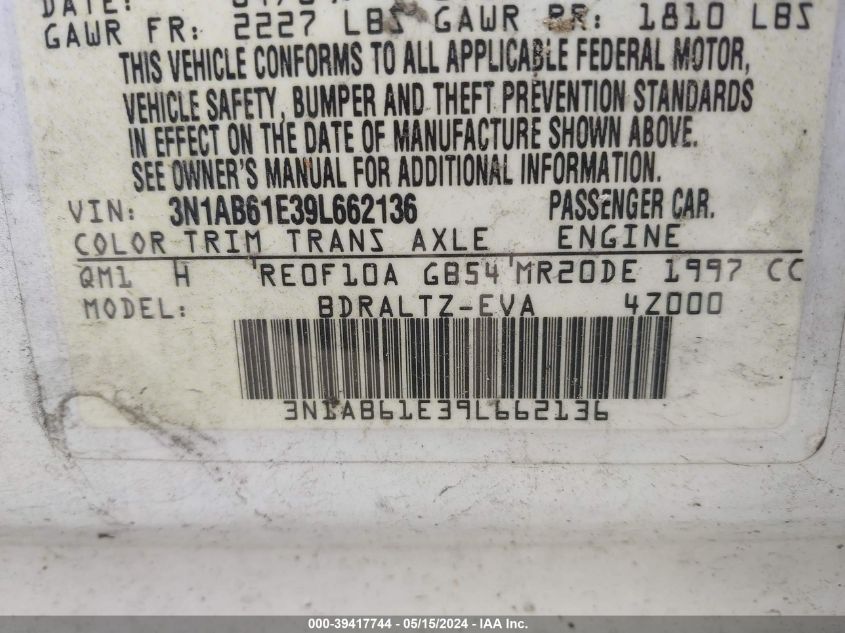 DATE:
GAWR FR: 2227 LBS GAWR RR: 1810 LBS
THIS VEHICLE CONFORMS TO ALL APPLICABLE FEDERAL MOTOR,
VEHICLE SAFETY, BUMPER AND THEFT PREVENTION STANDARDS
IN EFFECT ON THE DATE OF MANUFACTURE SHOWN ABOVE.
SEE OWNER'S MANUAL FOR ADDITIONAL INFORMATION.
VIN: 3N1AB61E39L662136 PASSENGER CAR.
COLOR TRIM TRANS AXLE ENGINE
QM1 H RE0F10A GB54 MR20DE 1997 CC
MODEL: BDRALTZ-EVA 4Z000
3N1AB61E39L662136
000-39417744 - 05/15/2024 - IAA Inc.